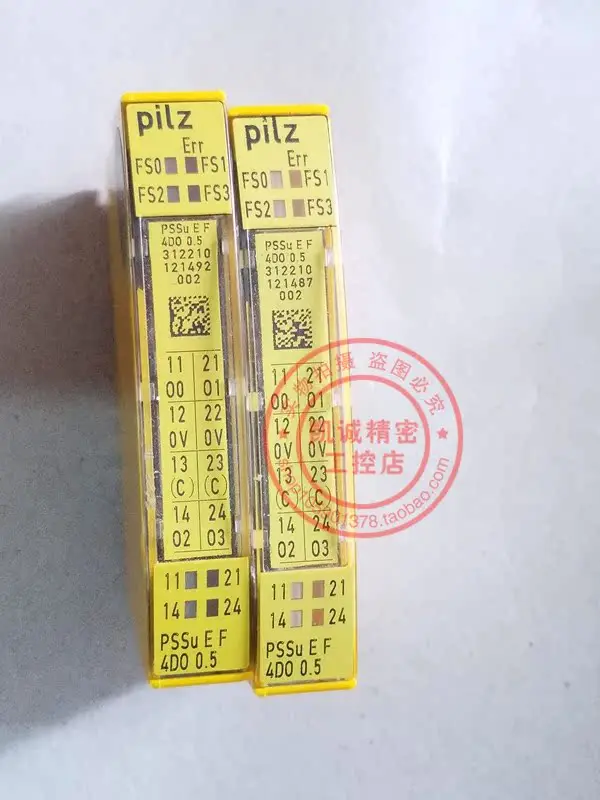 pilz
Err
FS0 FS1
FS2 FS3
PSSu E F
4DO 0.5
312210
121492
002
11 21
00 01
12 22
0V 0V
13 23
(C) (C)
14 24
02 03
11 21
14 24
PSSu E F
4DO 0.5
pilz
Err
FS0 FS1
FS2 FS3
PSSu E F
4DO 0.5
312210
121487
002
11 21
00 01
12 22
0V 0V
13 23
(C) (C)
14 24
02 03
11 21
14 24
PSSu E F
4DO 0.5
拍摄 盗图必究
凯诚精密
工控店
1378.taobao.com